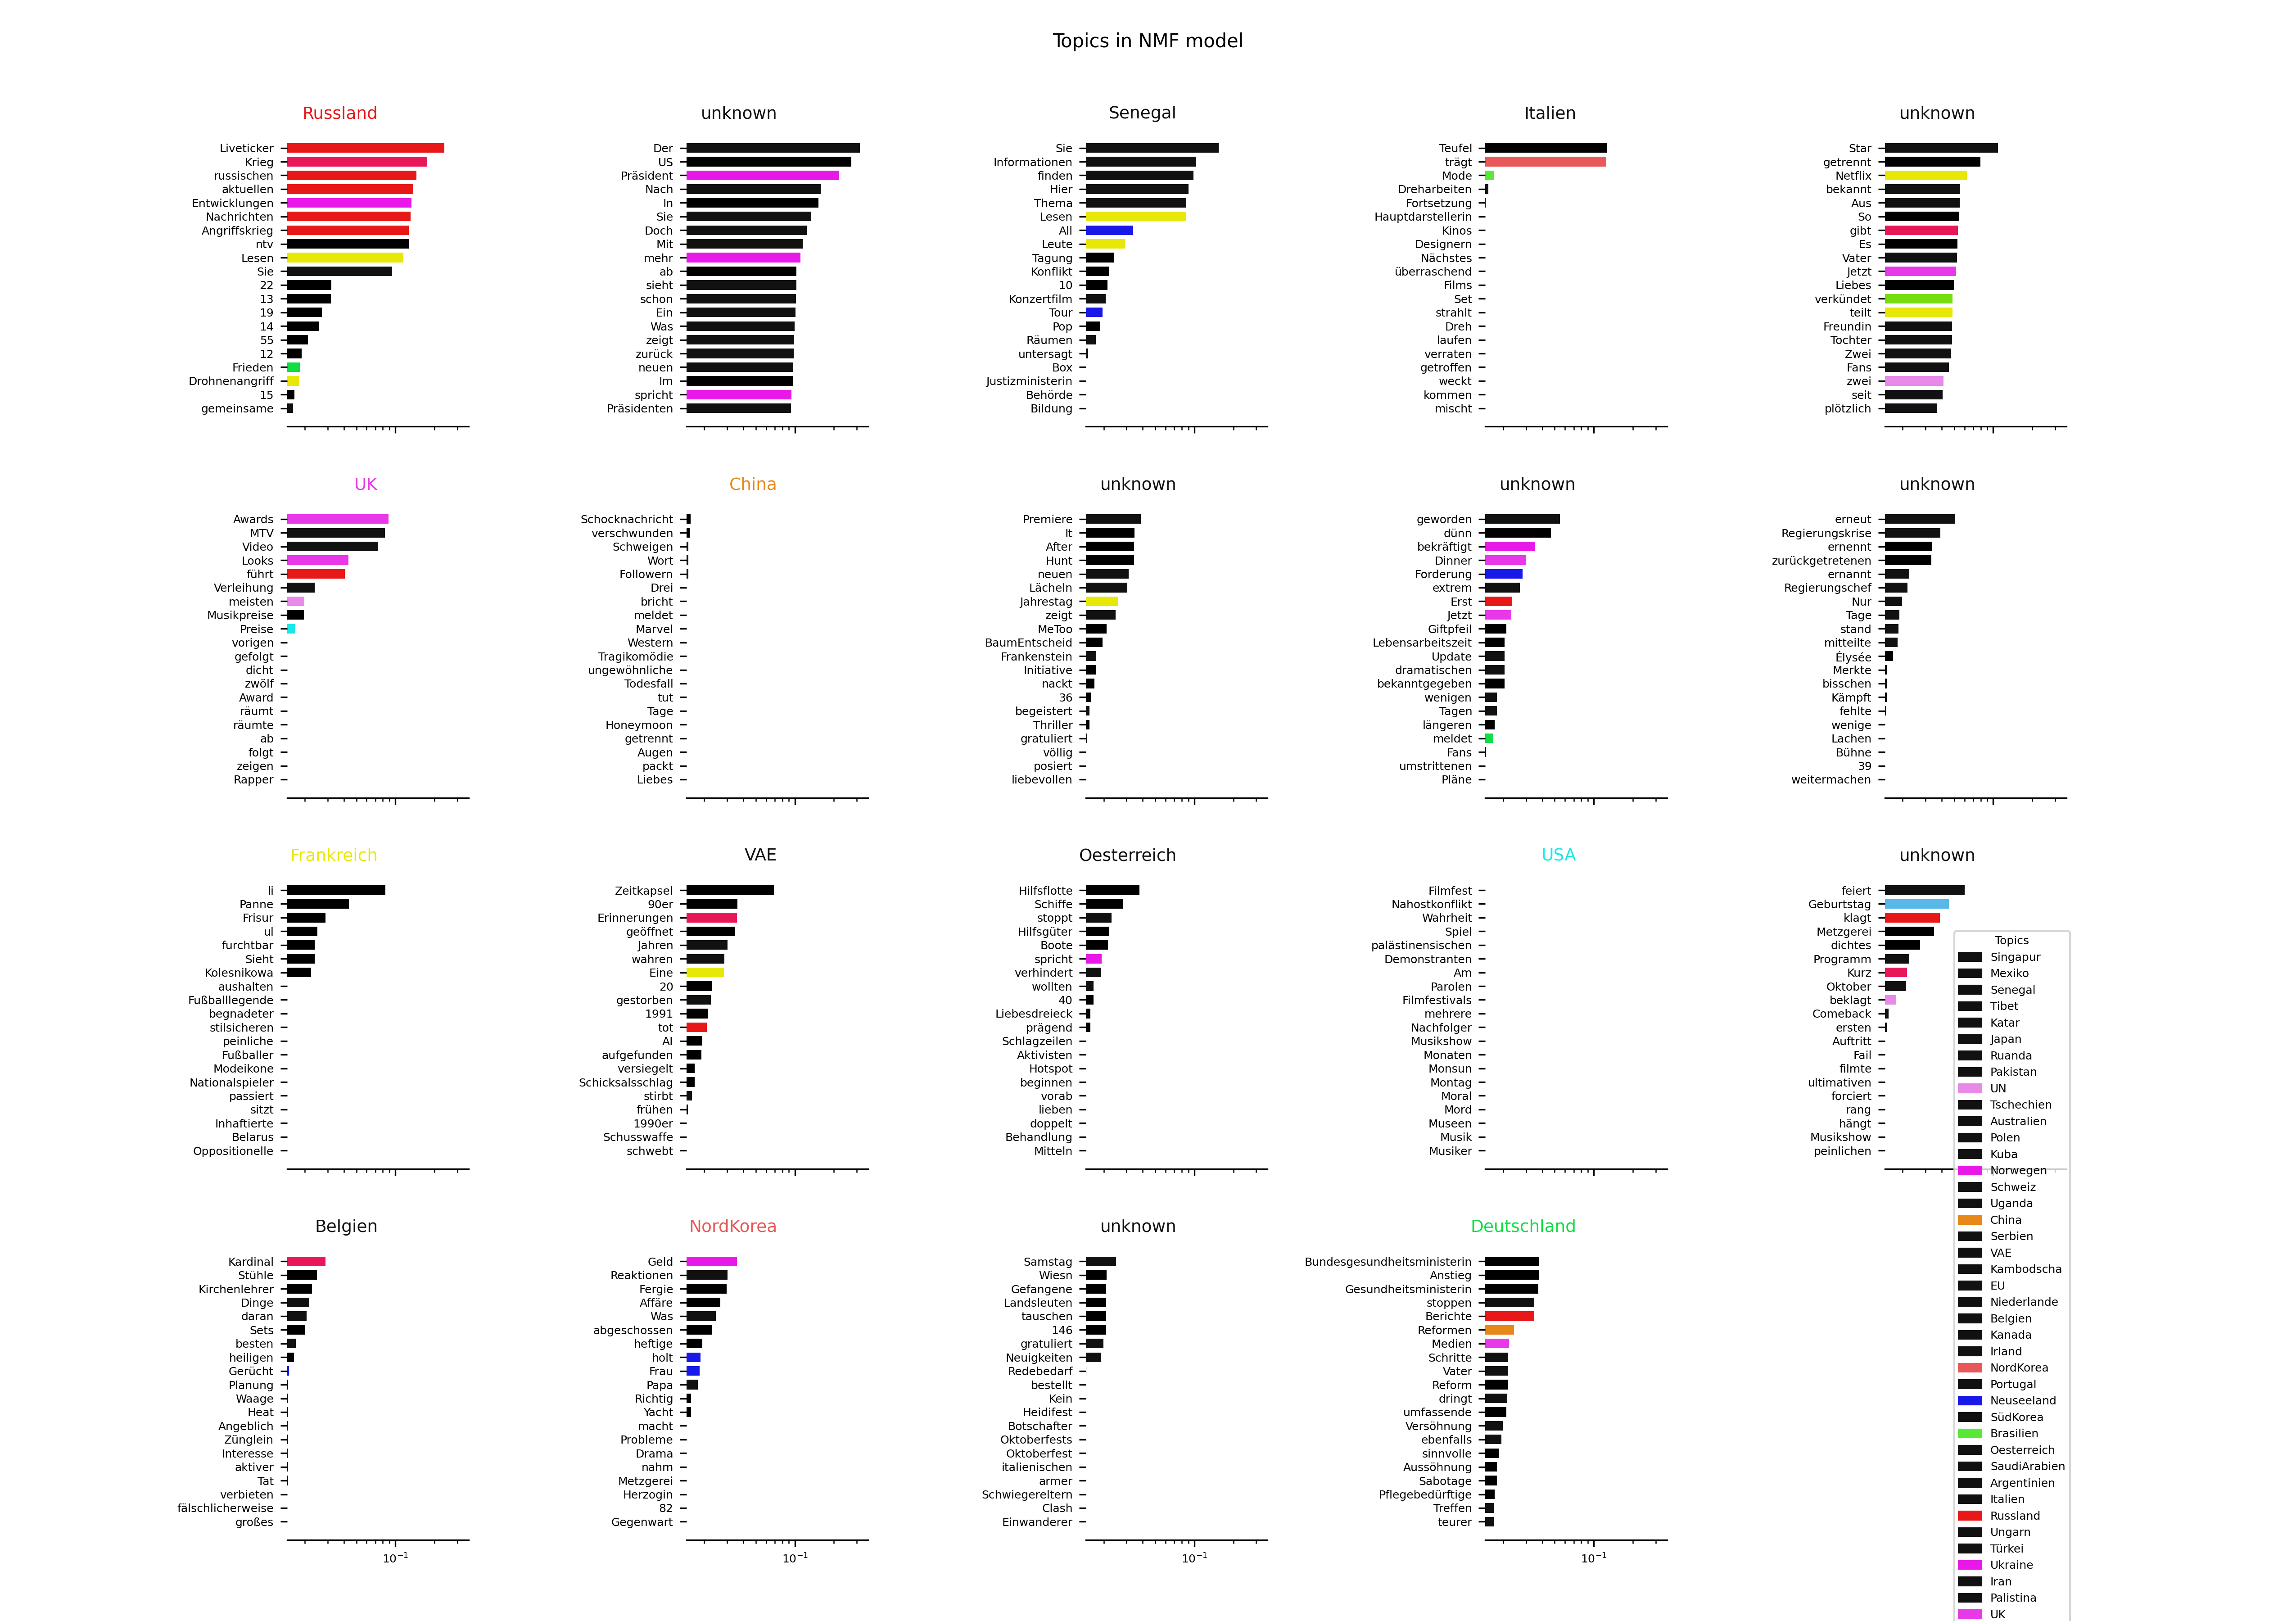 Topics in NMF model
Russland
Liveticker
Krieg
russischen
aktuellen
Entwicklungen
Nachrichten
Angriffskrieg
ntv
Lesen
Sie
22
13
19
14
55
12
Frieden
Drohnenangriff
15
gemeinsame
unknown
Der
US
Präsident
Nach
In
Sie
Doch
Mit
mehr
ab
sieht
schon
Ein
Was
zeigt
zurück
neuen
Im
spricht
Präsidenten
Senegal
Sie
Informationen
finden
Hier
Thema
Lesen
All
Leute
Tagung
Konflikt
10
Konzertfilm
Tour
Pop
Räumen
untersagt
Box
Justizministerin
Behörde
Bildung
Italien
Teufel
trägt
Mode
Dreharbeiten
Fortsetzung
Hauptdarstellerin
Kinos
Designern
Nächstes
überraschend
Films
Set
strahlt
Dreh
laufen
verraten
getroffen
weckt
kommen
mischt
unknown
Star
getrennt
Netflix
bekannt
Aus
So
gibt
Es
Vater
Jetzt
Liebes
verkündet
teilt
Freundin
Tochter
Zwei
Fans
zwei
seit
plötzlich
UK
Awards
MTV
Video
Looks
führt
Verleihung
meisten
Musikpreise
Preise
vorigen
gefolgt
dicht
zwölf
Award
räumt
räumte
ab
folgt
zeigen
Rapper
China
Schocknachricht
verschwunden
Schweigen
Wort
Followern
Drei
bricht
meldet
Marvel
Western
Tragikomödie
ungewöhnliche
Todesfall
tut
Tage
Honeymoon
getrennt
Augen
packt
Liebes
unknown
Premiere
It
After
Hunt
neuen
Lächeln
Jahrestag
zeigt
MeToo
BaumEntscheid
Frankenstein
Initiative
nackt
36
begeistert
Thriller
gratuliert
völlig
posiert
liebevollen
unknown
geworden
dünn
bekräftigt
Dinner
Forderung
extrem
Erst
Jetzt
Giftpfeil
Lebensarbeitszeit
Update
dramatischen
bekanntgegeben
wenigen
Tagen
längeren
meldet
Fans
umstrittenen
Pläne
unknown
erneut
Regierungskrise
ernennt
zurückgetretenen
ernannt
Regierungschef
Nur
Tage
stand
mitteilte
Élysée
Merkte
bisschen
Kämpft
fehlte
wenige
Lachen
Bühne
39
weitermachen
Frankreich
li
Panne
Frisur
ul
furchtbar
Sieht
Kolesnikowa
aushalten
Fußballlegende
begnadeter
stilsicheren
peinliche
Fußballer
Modeikone
Nationalspieler
passiert
sitzt
Inhaftierte
Belarus
Oppositionelle
VAE
Zeitkapsel
90er
Erinnerungen
geöffnet
Jahren
wahren
Eine
20
gestorben
1991
tot
AI
aufgefunden
versiegelt
Schicksalsschlag
stirbt
frühen
1990er
Schusswaffe
schwebt
Oesterreich
Hilfsflotte
Schiffe
stoppt
Hilfsgüter
Boote
spricht
verhindert
wollten
40
Liebesdreieck
prägend
Schlagzeilen
Aktivisten
Hotspot
beginnen
vorab
lieben
doppelt
Behandlung
Mitteln
USA
Filmfest
Nahostkonflikt
Wahrheit
Spiel
palästinensischen
Demonstranten
Am
Parolen
Filmfestivals
mehrere
Nachfolger
Musikshow
Monaten
Monsun
Montag
Moral
Mord
Museen
Musik
Musiker
unknown
feiert
Geburtstag
klagt
Metzgerei
dichtes
Programm
Kurz
Oktober
beklagt
Comeback
ersten
Auftritt
Fail
filmte
ultimativen
forciert
rang
hängt
Musikshow
peinlichen
Belgien
Kardinal
Stühle
Kirchenlehrer
Dinge
daran
Sets
besten
heiligen
Gerücht
Planung
Waage
Heat
Angeblich
Zünglein
Interesse
aktiver
Tat
verbieten
fälschlicherweise
großes
10⁻¹
NordKorea
Geld
Reaktionen
Fergie
Affäre
Was
abgeschossen
heftige
holt
Frau
Papa
Richtig
Yacht
macht
Probleme
Drama
nahm
Metzgerei
Herzogin
82
Gegenwart
10⁻¹
unknown
Samstag
Wiesn
Gefangene
Landsleuten
tauschen
146
gratuliert
Neuigkeiten
Redebedarf
bestellt
Kein
Heidifest
Botschafter
Oktoberfests
Oktoberfest
italienischen
armer
Schwiegereltern
Clash
Einwanderer
10⁻¹
Deutschland
Bundesgesundheitsministerin
Anstieg
Gesundheitsministerin
stoppen
Berichte
Reformen
Medien
Schritte
Vater
Reform
dringt
umfassende
Versöhnung
ebenfalls
sinnvolle
Aussöhnung
Sabotage
Pflegebedürftige
Treffen
teurer
10⁻¹
Topics
Singapur
Mexiko
Senegal
Tibet
Katar
Japan
Ruanda
Pakistan
UN
Tschechien
Australien
Polen
Kuba
Norwegen
Schweiz
Uganda
China
Serbien
VAE
Kambodscha
EU
Niederlande
Belgien
Kanada
Irland
NordKorea
Portugal
Neuseeland
SüdKorea
Brasilien
Oesterreich
SaudiArabien
Argentinien
Italien
Russland
Ungarn
Türkei
Ukraine
Iran
Palistina
UK